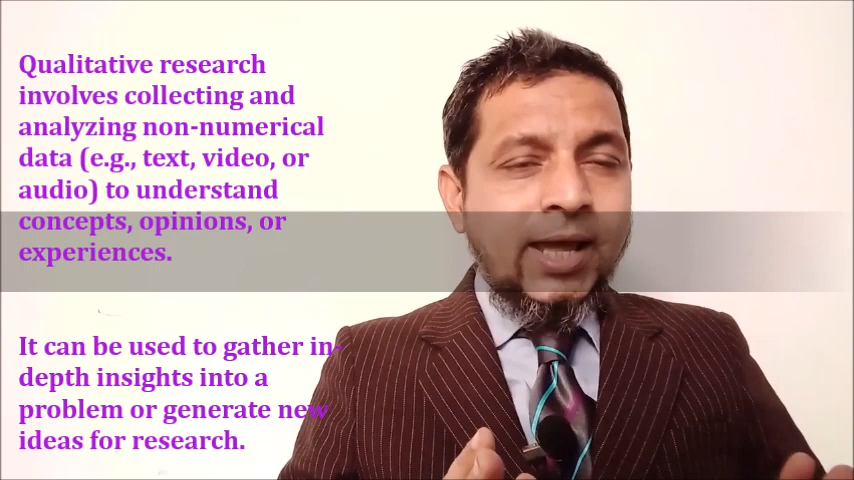 Qualitative research
involves collecting and
analyzing non-numerical
data (e.g., text, video, or
audio) to understand
concepts, opinions, or
experiences.
It can be used to gather in-
depth insights into a
problem or generate new
ideas for research.